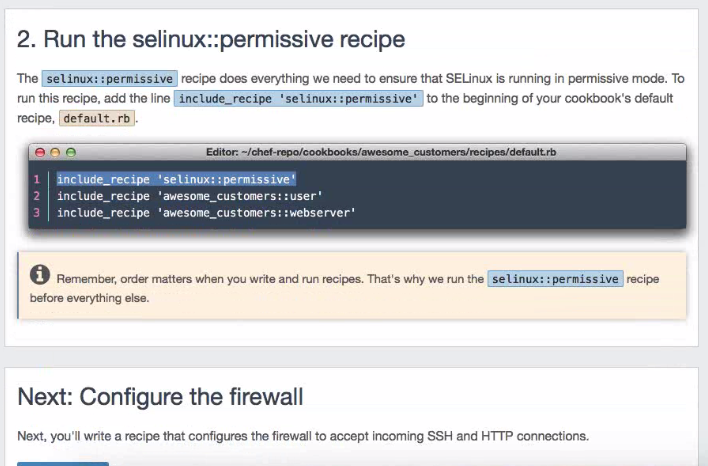 2. Run the selinux::permissive recipe
The selinux::permissive recipe does everything we need to ensure that SELinux is running in permissive mode. To
run this recipe, add the line include_recipe 'selinux::permissive' to the beginning of your cookbook's default
recipe, default.rb.
Editor: ~/chef-repo/cookbooks/awesome_customers/recipes/default.rb
1 include_recipe 'selinux::permissive'
2 include_recipe 'awesome_customers::user'
3 include_recipe 'awesome_customers::webserver'
Remember, order matters when you write and run recipes. That's why we run the selinux::permissive recipe
before everything else.
Next: Configure the firewall
Next, you'll write a recipe that configures the firewall to accept incoming SSH and HTTP connections.